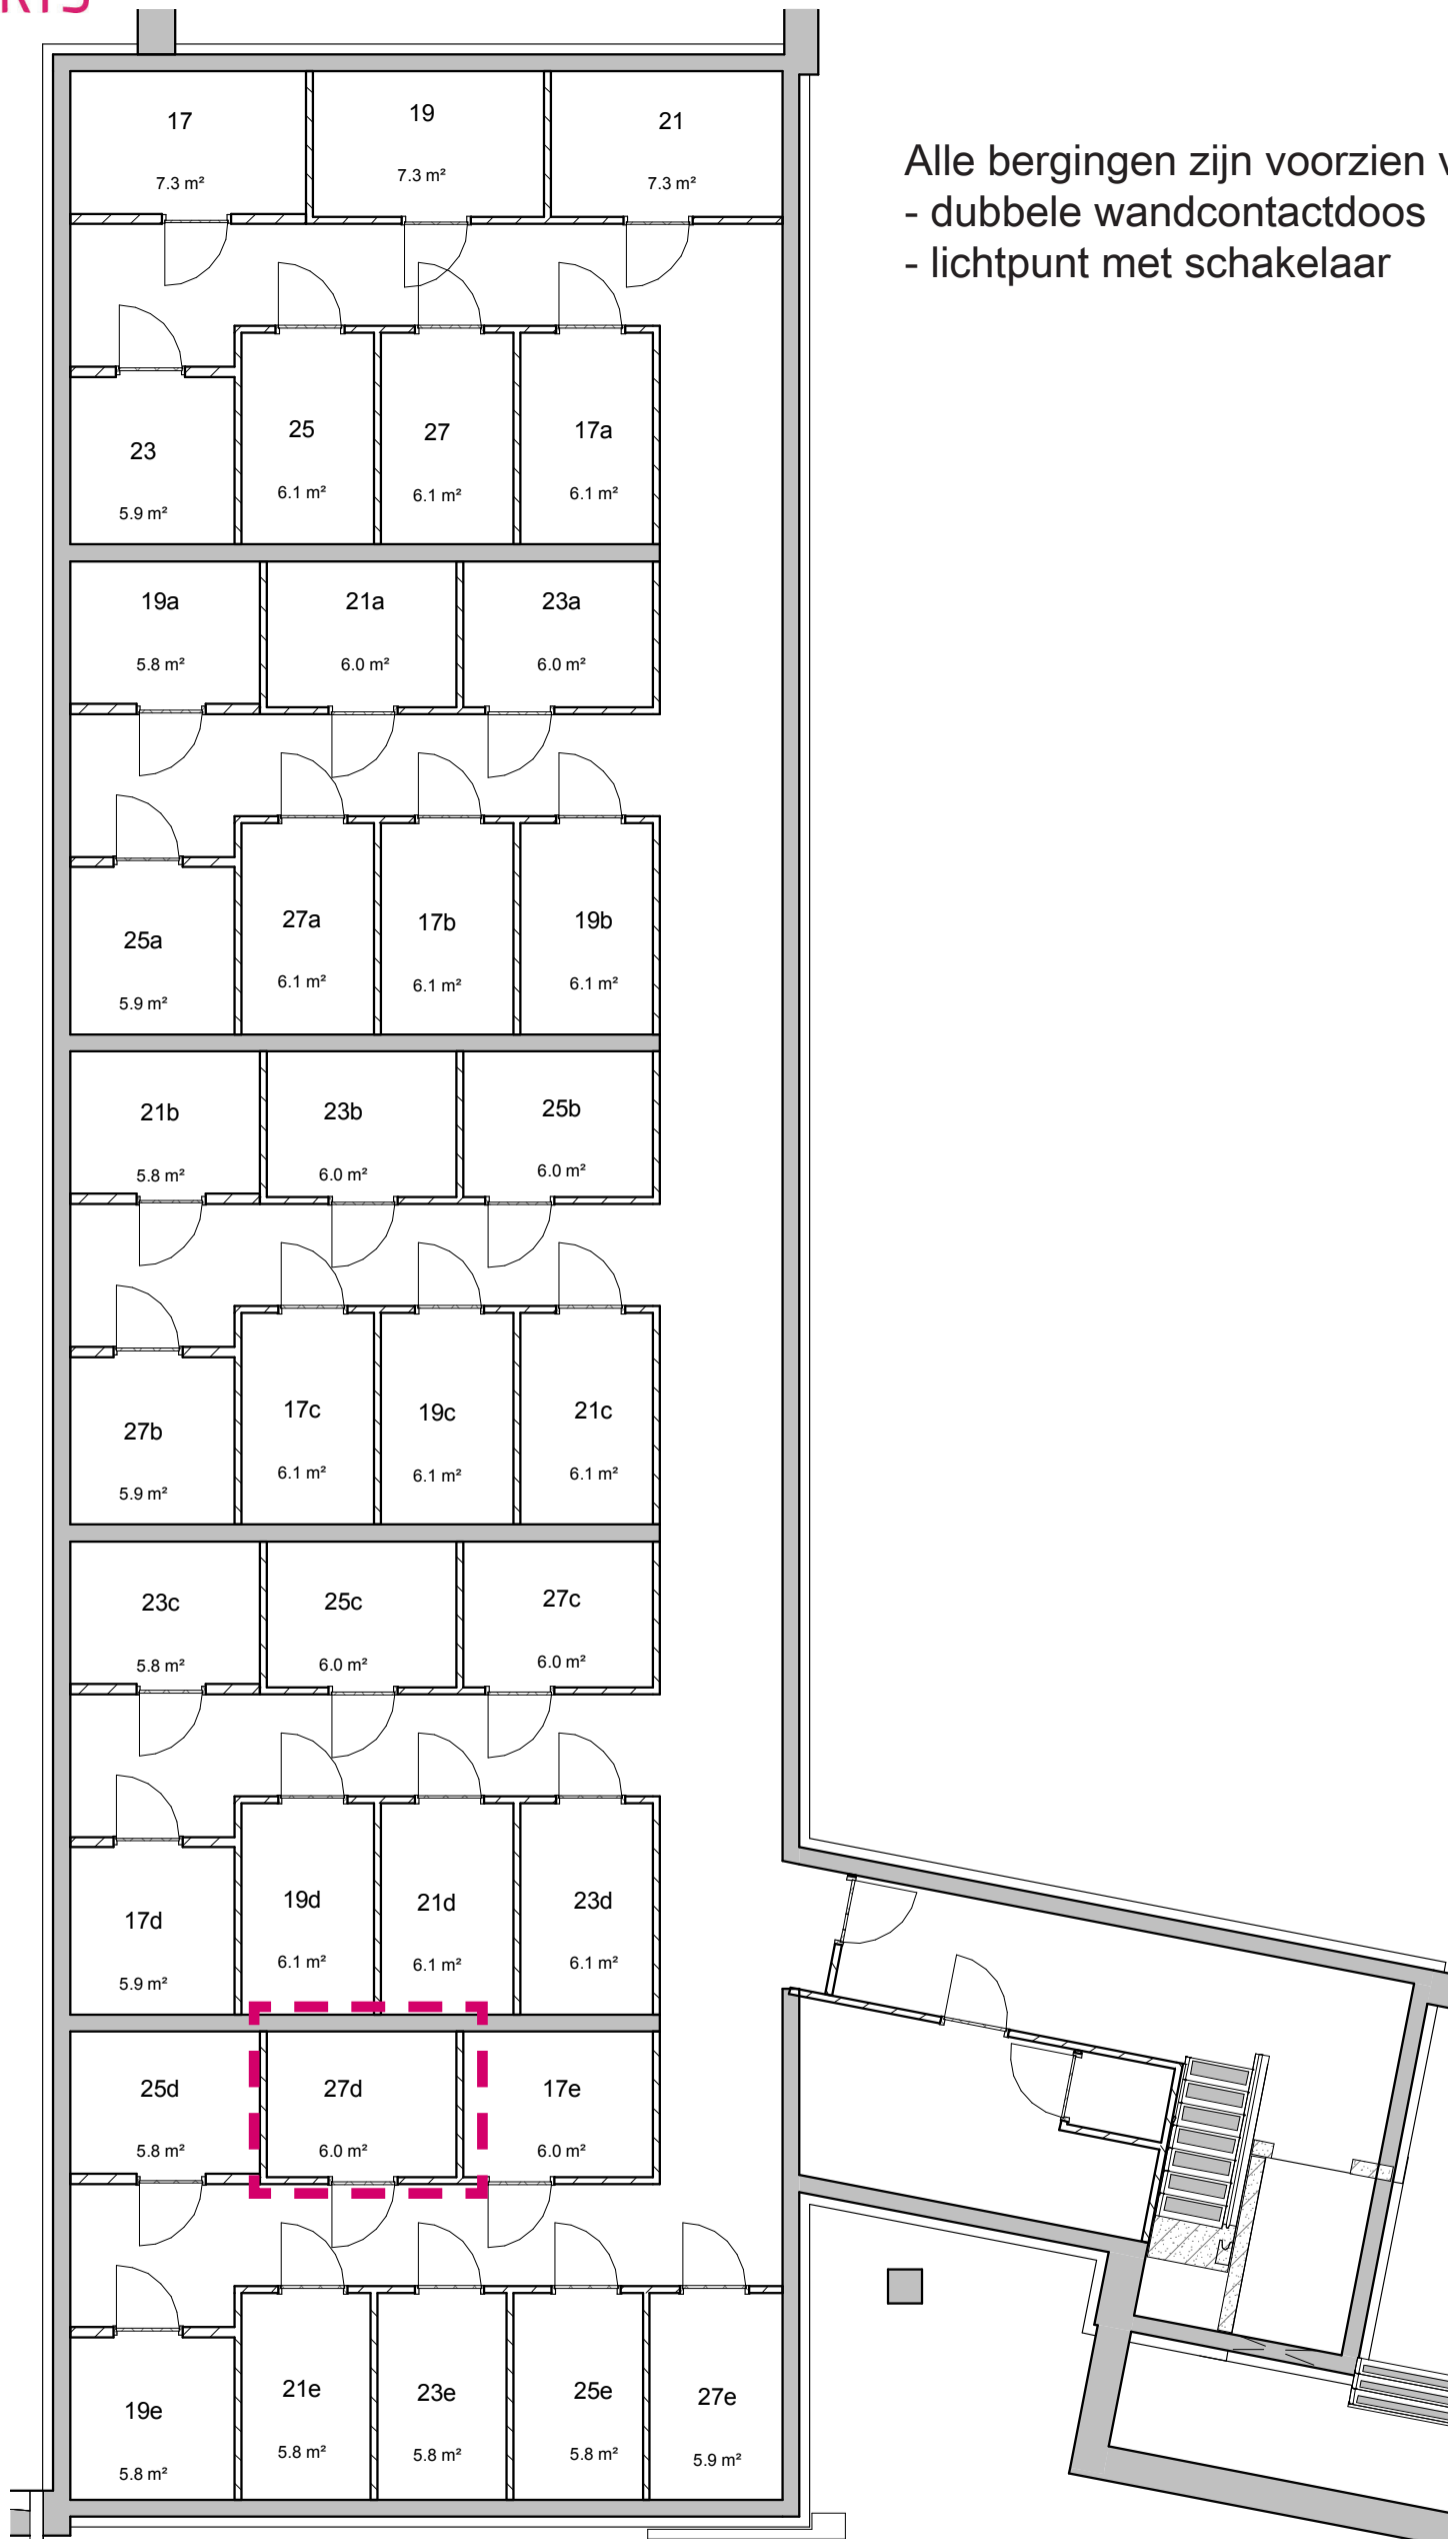 17
19
21
7.3 m²
7.3 m²
7.3 m²
Alle bergingen zijn voorzien
- dubbele wandcontactdoos
- lichtpunt met schakelaar
23
25
27
17a
5.9 m²
6.1 m²
6.1 m²
6.1 m²
19a
21a
23a
5.8 m²
6.0 m²
6.0 m²
25a
27a
17b
19b
5.9 m²
6.1 m²
6.1 m²
6.1 m²
21b
23b
25b
5.8 m²
6.0 m²
6.0 m²
27b
17c
19c
21c
5.9 m²
6.1 m²
6.1 m²
6.1 m²
23c
25c
27c
5.8 m²
6.0 m²
6.0 m²
17d
19d
21d
23d
5.9 m²
6.1 m²
6.1 m²
6.1 m²
25d
27d
17e
5.8 m²
6.0 m²
6.0 m²
19e
21e
23e
25e
27e
5.8 m²
5.8 m²
5.8 m²
5.8 m²
5.9 m²